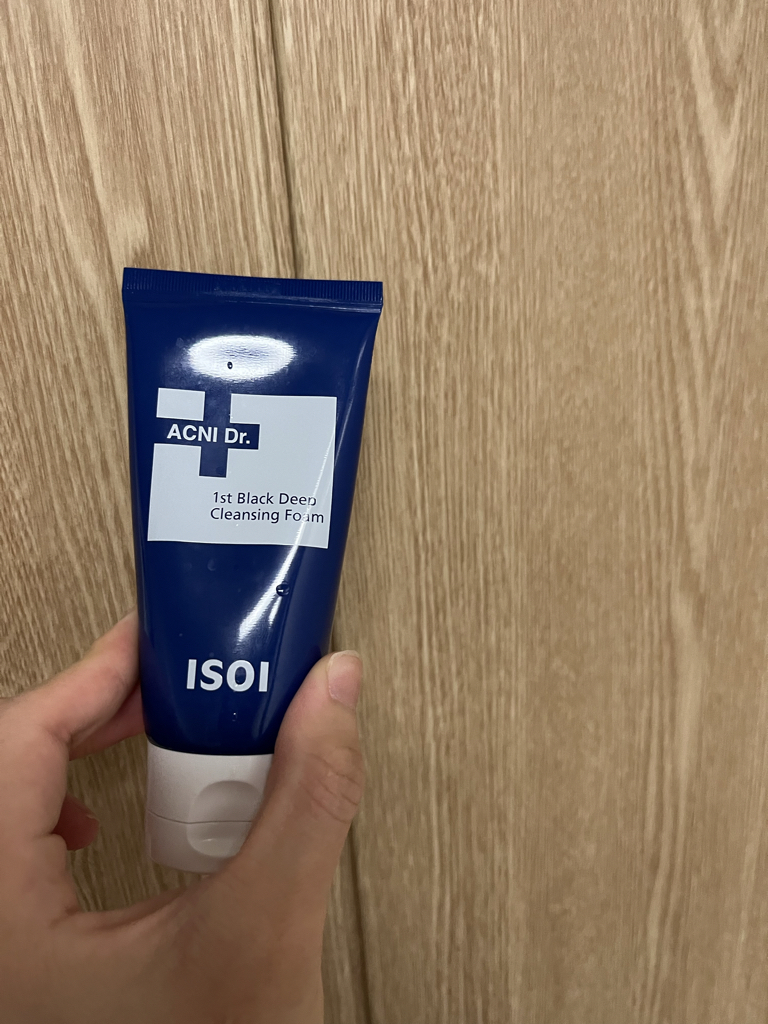 ACNI Dr.
1st Black Deep
Cleansing Foam
ISOI